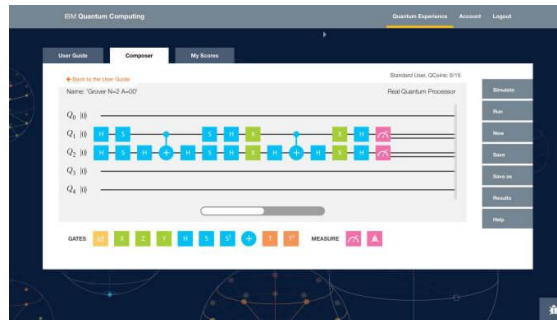 IBM Quantum Computing
Quantum Experience Account Logout
User Guide Composer My Scores
Back to the User Guide
Standard User, QCoins: 0/15
Name: 'Grover N=2 A=00'
Real Quantum Processor
Simulate
Run
New
Save
Save as
Results
Help
Q0 |0⟩
Q1 |0⟩ H S S H X X H
Q2 |0⟩ H S H H S H X H H X H
Q3 |0⟩
Q4 |0⟩
GATES id X Z Y H S S† + T T† MEASURE